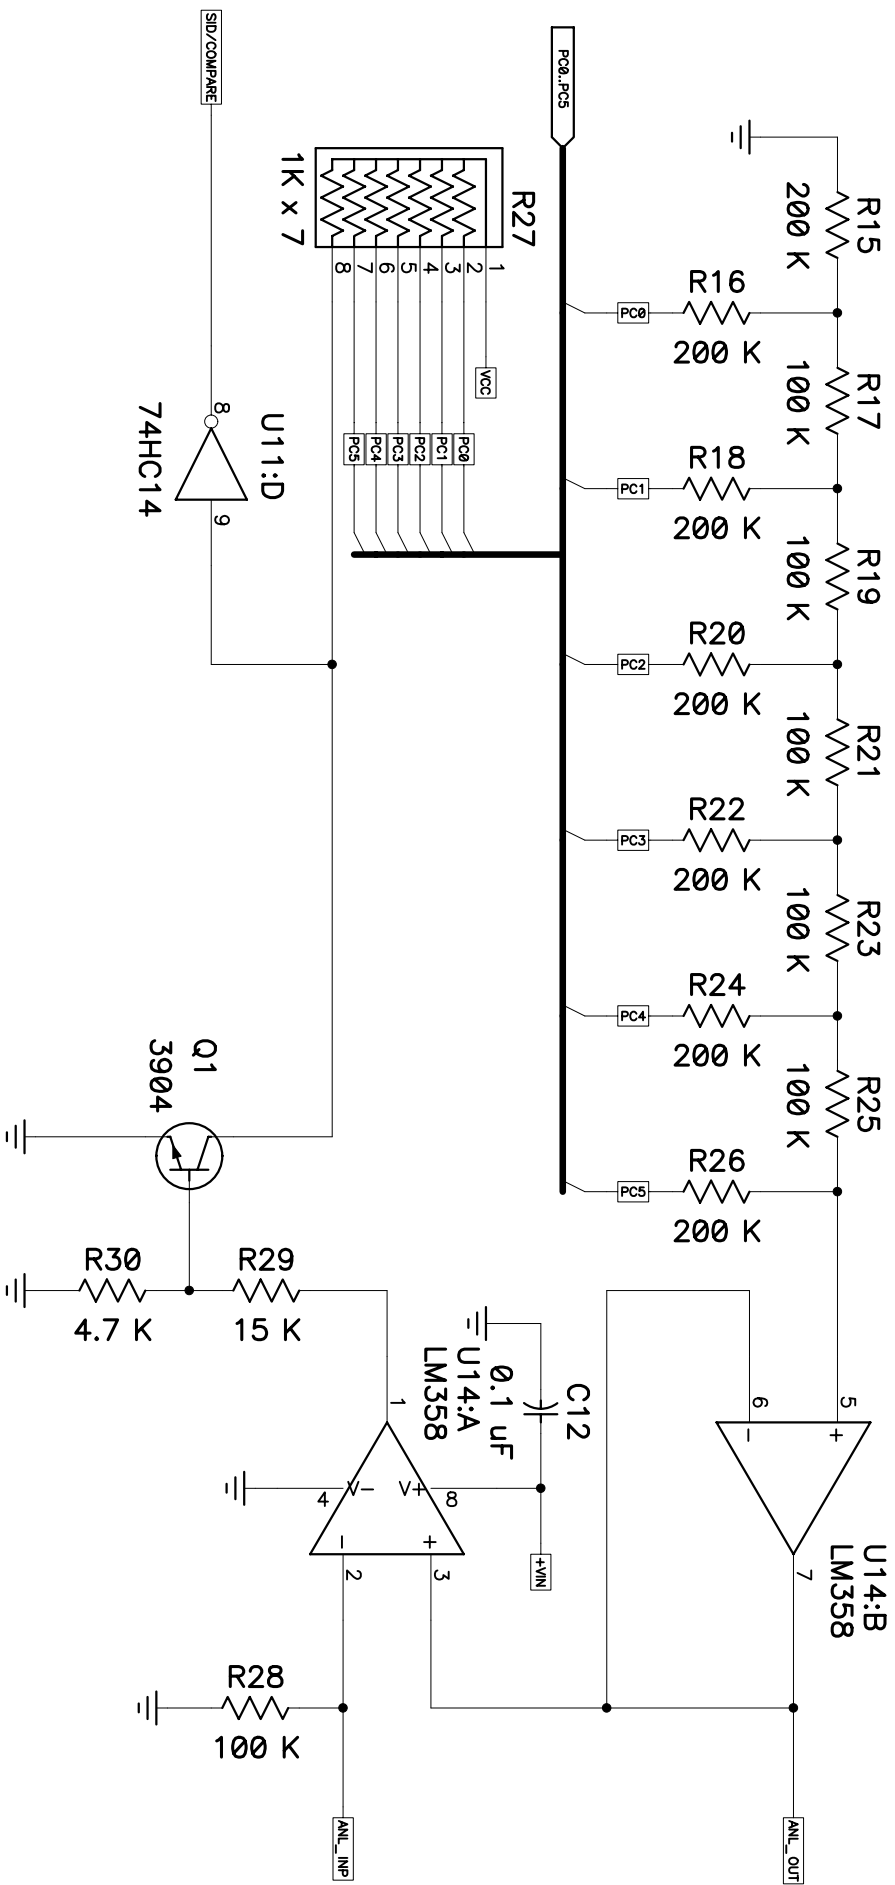 R15
200 K
R17
100 K
R19
100 K
R21
100 K
R23
100 K
R25
100 K
U14:B
LM358
5
+
6
-
7
R16
200 K
PC0
R18
200 K
PC1
R20
200 K
PC2
R22
200 K
PC3
R24
200 K
PC4
R26
200 K
PC5
ANL_OUT
PC0..PC5
R27
1K x 7
1
2
3
4
5
6
7
8
VCC
PC0
PC1
PC2
PC3
PC4
PC5
C12
0.1 uF
+VIN
U14:A
LM358
1
V+
8
V-
4
+
3
-
2
R28
100 K
ANL_INP
SID/COMPARE
U11:D
74HC14
8
9
Q1
3904
R29
15 K
R30
4.7 K